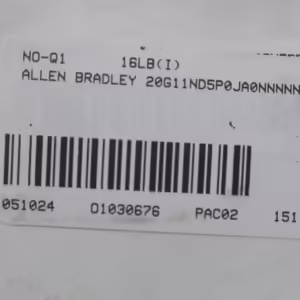 NO-Q1 16LB(I)
ALLEN BRADLEY 20G11ND5P0JA0NNNNN
051024 01030676 PAC02 151